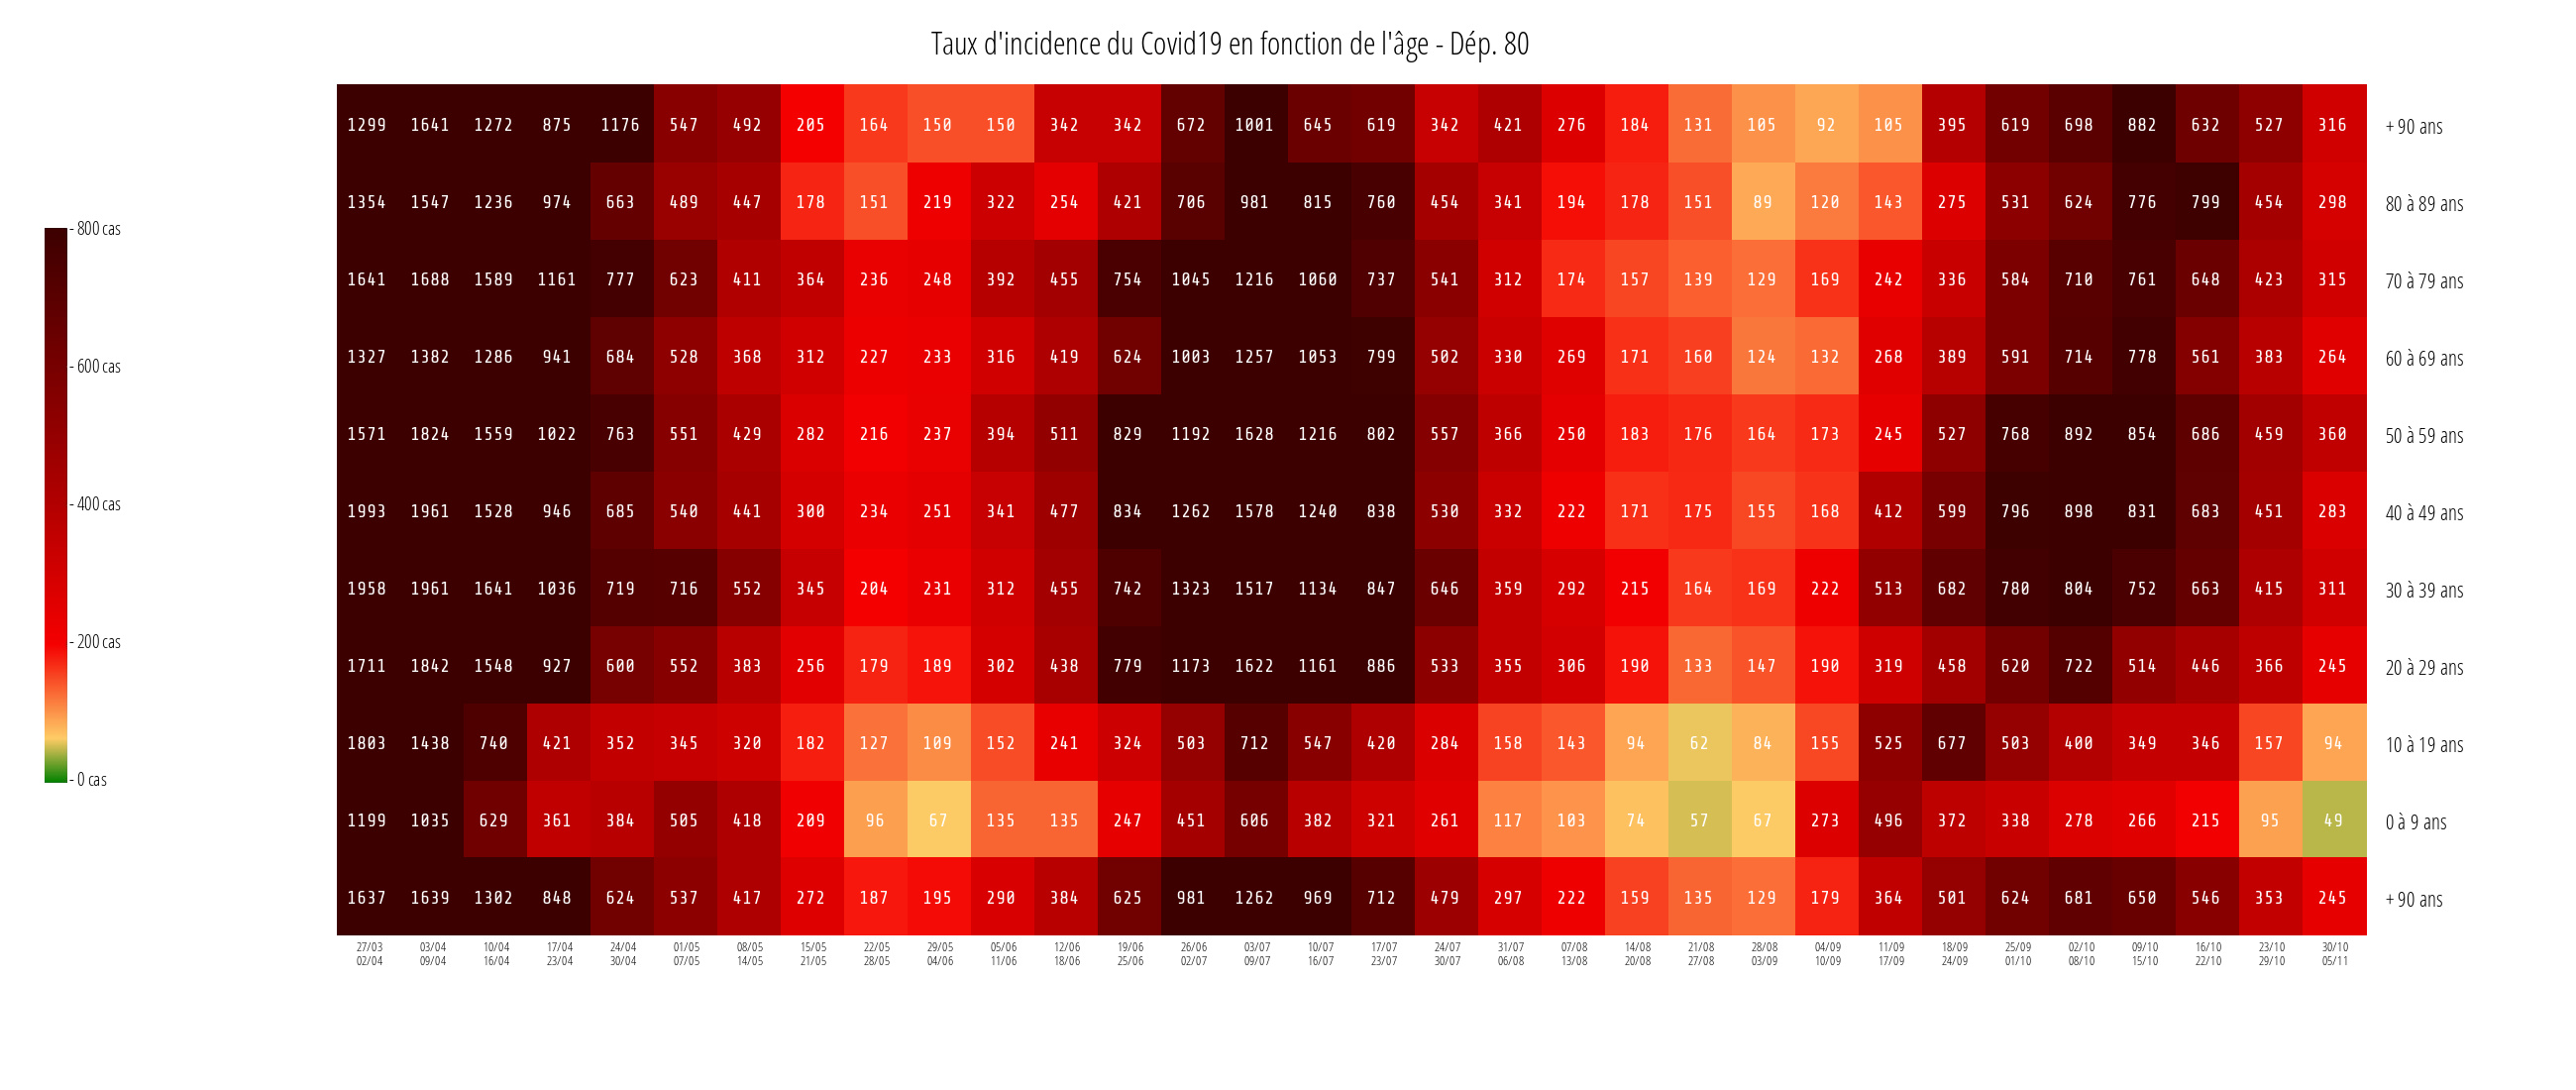 Taux d'incidence du Covid19 en fonction de l'âge - Dép. 80
1299 1641 1272 875 1176 547 492 205 164 150 150 342 342 672 1001 645 619 342 421 276 184 131 105 92 105 395 619 698 882 632 527 316 + 90 ans
1354 1547 1236 974 663 489 447 178 151 219 322 254 421 706 981 815 760 454 341 194 178 151 89 120 143 275 531 624 776 799 454 298 80 à 89 ans
- 800 cas
1641 1688 1589 1161 777 623 411 364 236 248 392 455 754 1045 1216 1060 737 541 312 174 157 139 129 169 242 336 584 710 761 648 423 315 70 à 79 ans
1327 1382 1286 941 684 528 368 312 227 233 316 419 624 1003 1257 1053 799 502 330 269 171 160 124 132 268 389 591 714 778 561 383 264 60 à 69 ans
- 600 cas
1571 1824 1559 1022 763 551 429 282 216 237 394 511 829 1192 1628 1216 802 557 366 250 183 176 164 173 245 527 768 892 854 686 459 360 50 à 59 ans
- 400 cas
1993 1961 1528 946 685 540 441 300 234 251 341 477 834 1262 1578 1240 838 530 332 222 171 175 155 168 412 599 796 898 831 683 451 283 40 à 49 ans
1958 1961 1641 1036 719 716 552 345 204 231 312 455 742 1323 1517 1134 847 646 359 292 215 164 169 222 513 682 780 804 752 663 415 311 30 à 39 ans
- 200 cas
1711 1842 1548 927 600 552 383 256 179 189 302 438 779 1173 1622 1161 886 533 355 306 190 133 147 190 319 458 620 722 514 446 366 245 20 à 29 ans
1803 1438 740 421 352 345 320 182 127 109 152 241 324 503 712 547 420 284 158 143 94 62 84 155 525 677 503 400 349 346 157 94 10 à 19 ans
- 0 cas
1199 1035 629 361 384 505 418 209 96 67 135 135 247 451 606 382 321 261 117 103 74 57 67 273 496 372 338 278 266 215 95 49 0 à 9 ans
1637 1639 1302 848 624 537 417 272 187 195 290 384 625 981 1262 969 712 479 297 222 159 135 129 179 364 501 624 681 650 546 353 245 + 90 ans
27/03 03/04 10/04 17/04 24/04 01/05 08/05 15/05 22/05 29/05 05/06 12/06 19/06 26/06 03/07 10/07 17/07 24/07 31/07 07/08 14/08 21/08 28/08 04/09 11/09 18/09 25/09 02/10 09/10 16/10 23/10 30/10
02/04 09/04 16/04 23/04 30/04 07/05 14/05 21/05 28/05 04/06 11/06 18/06 25/06 02/07 09/07 16/07 23/07 30/07 06/08 13/08 20/08 27/08 03/09 10/09 17/09 24/09 01/10 08/10 15/10 22/10 29/10 05/11